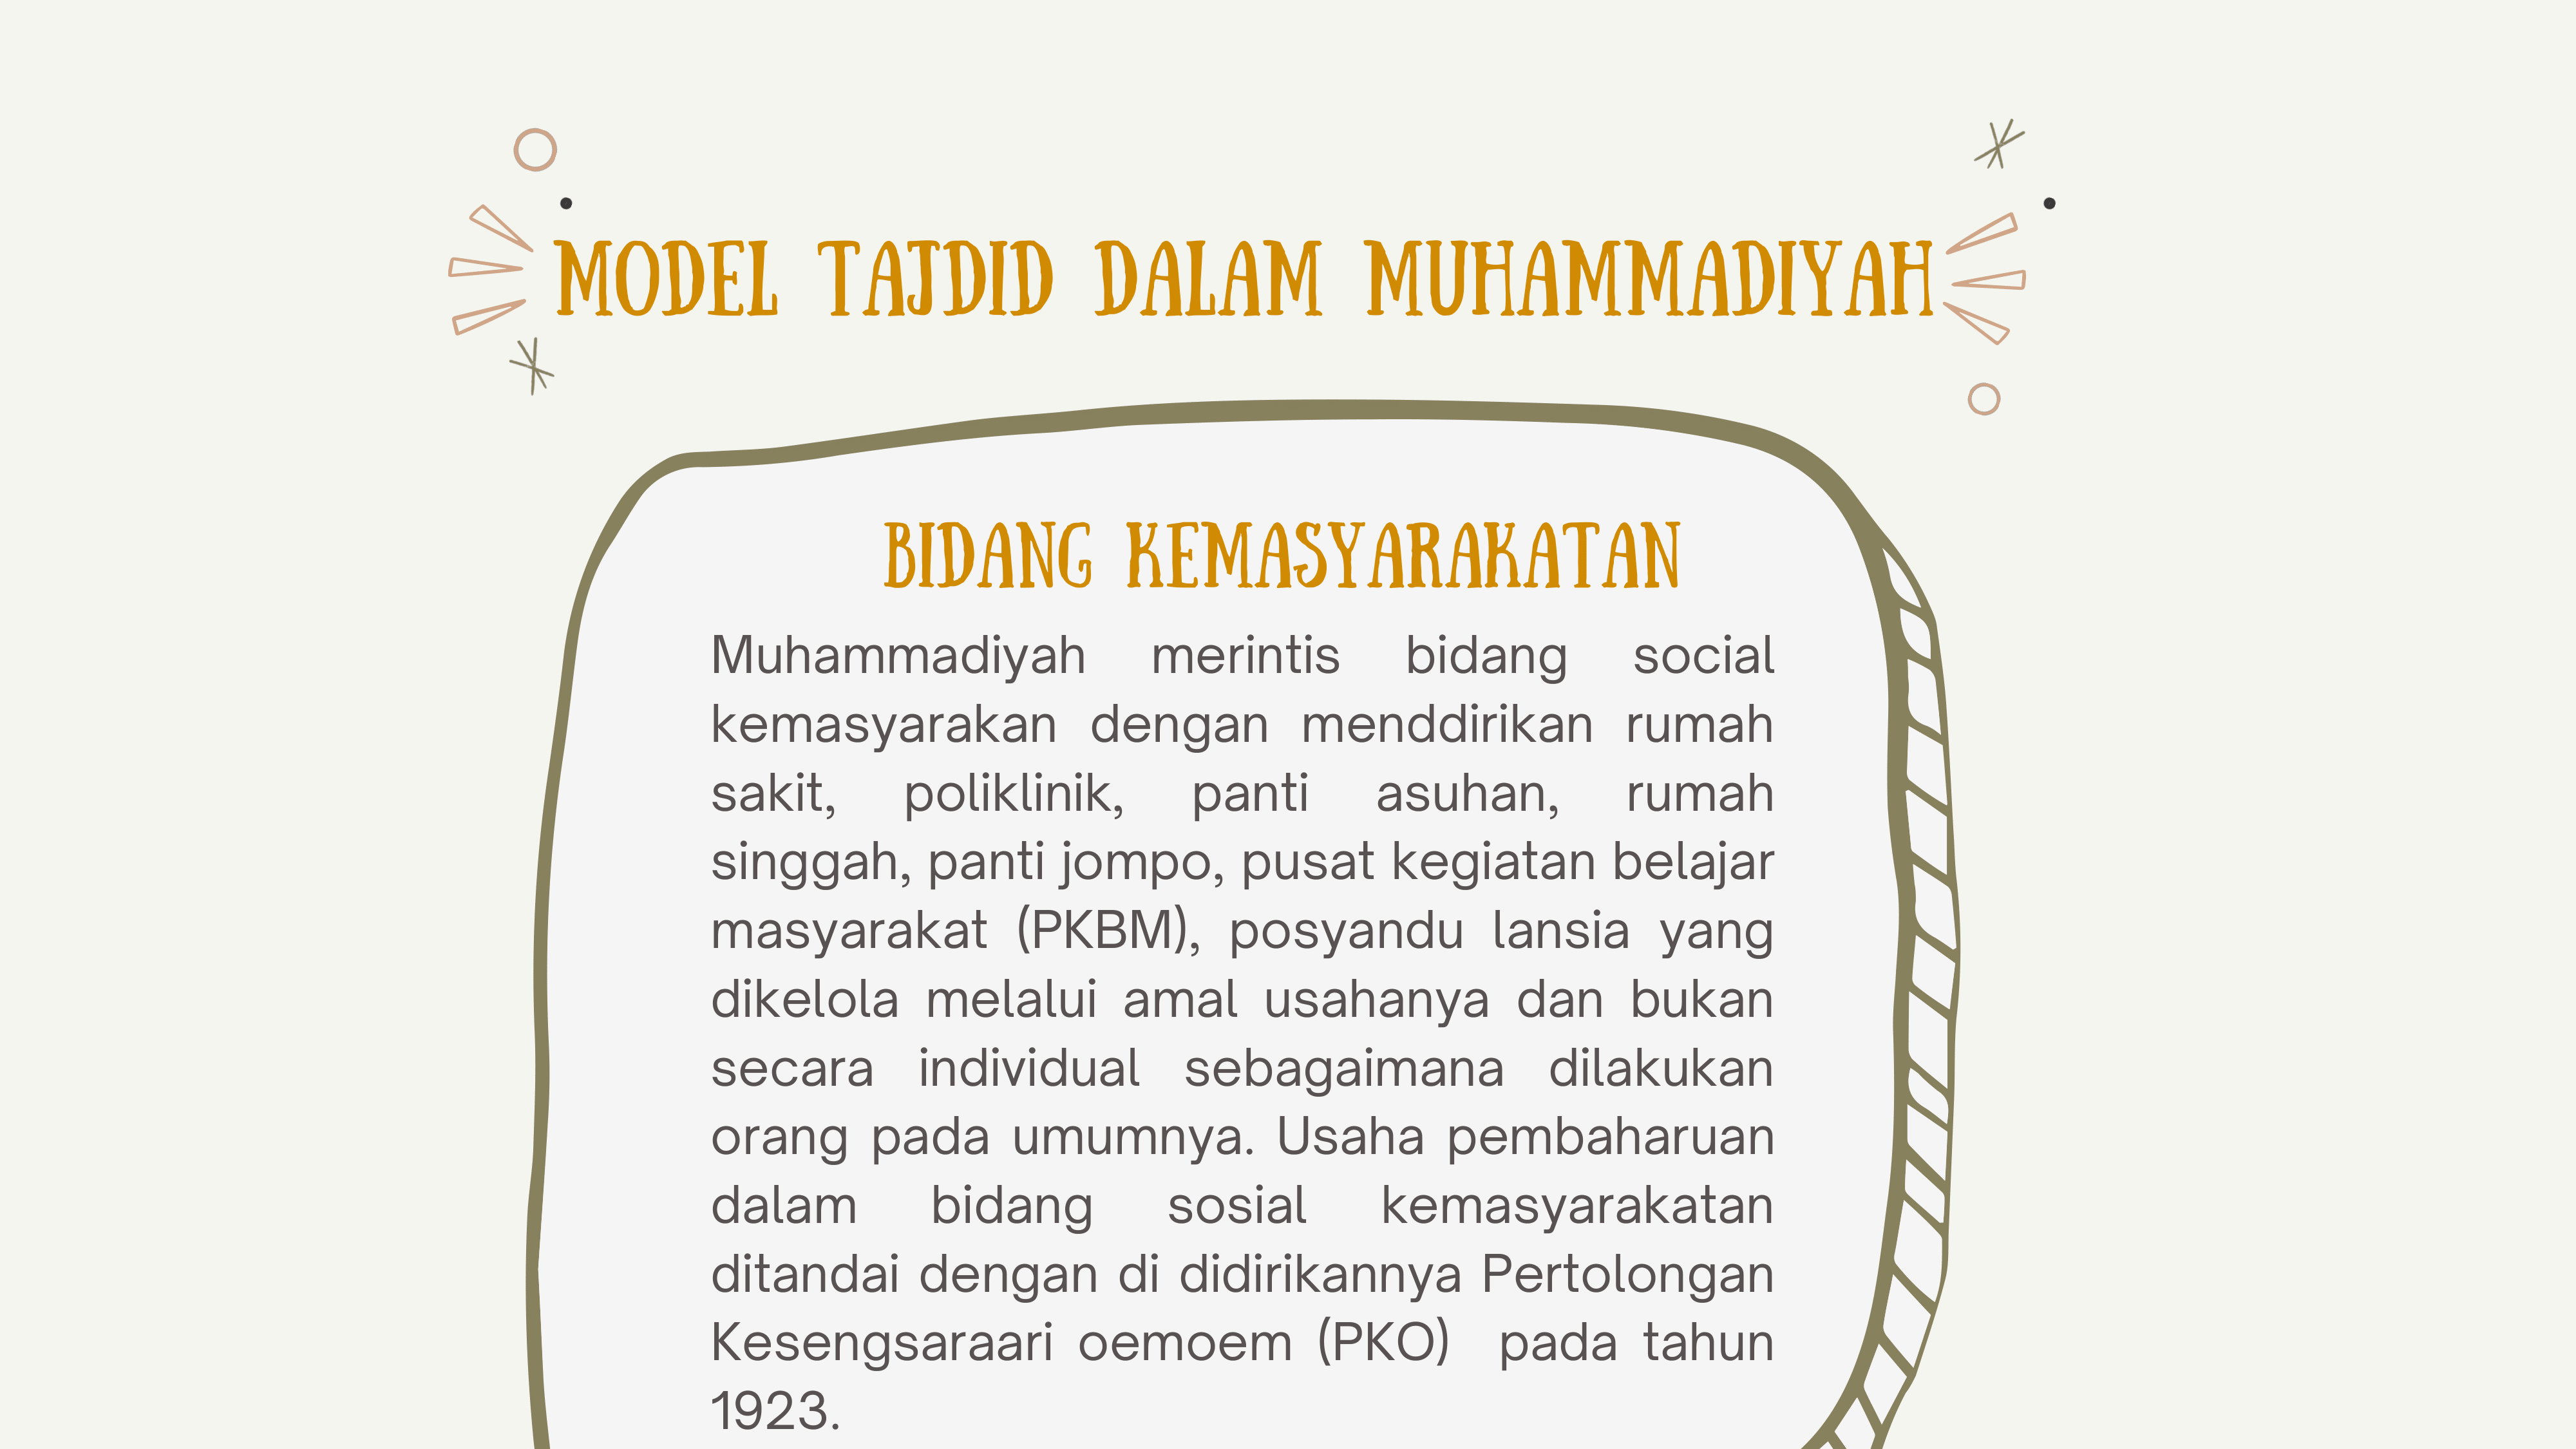 MODEL TAJDID DALAM MUHAMMADIYAH
BIDANG KEMASYARAKATAN
Muhammadiyah merintis bidang social
kemasyarakan dengan menddirikan rumah
sakit, poliklinik, panti asuhan, rumah
singgah, panti jompo, pusat kegiatan belajar
masyarakat (PKBM), posyandu lansia yang
dikelola melalui amal usahanya dan bukan
secara individual sebagaimana dilakukan
orang pada umumnya. Usaha pembaharuan
dalam bidang sosial kemasyarakatan
ditandai dengan di didirikannya Pertolongan
Kesengsaraari oemoem (PKO) pada tahun
1923.